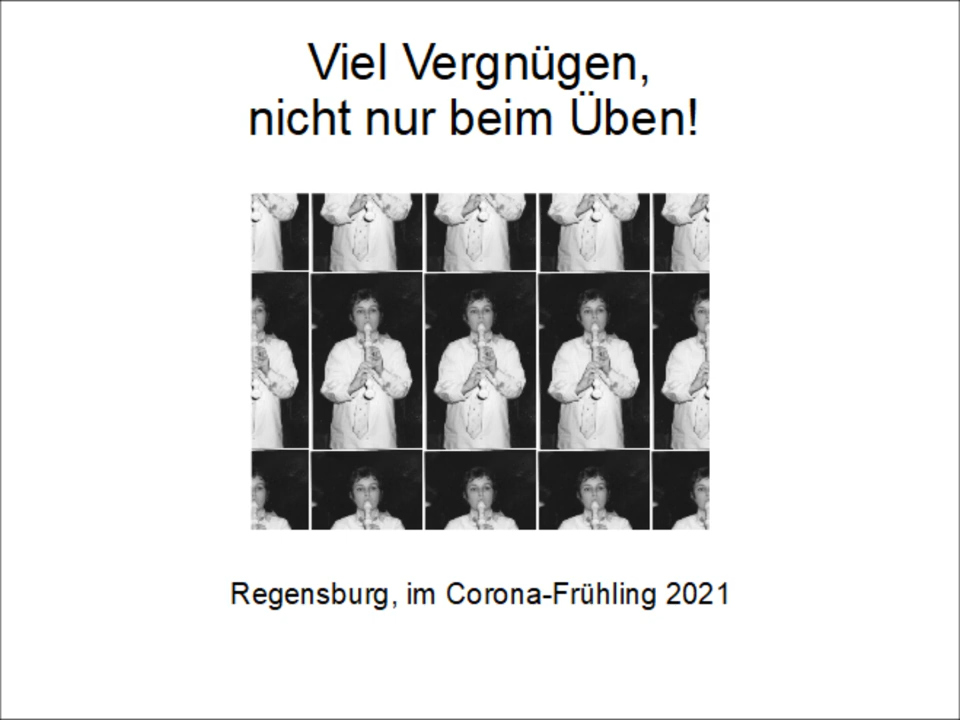 Viel Vergnügen,
nicht nur beim Üben!
Regensburg, im Corona-Frühling 2021